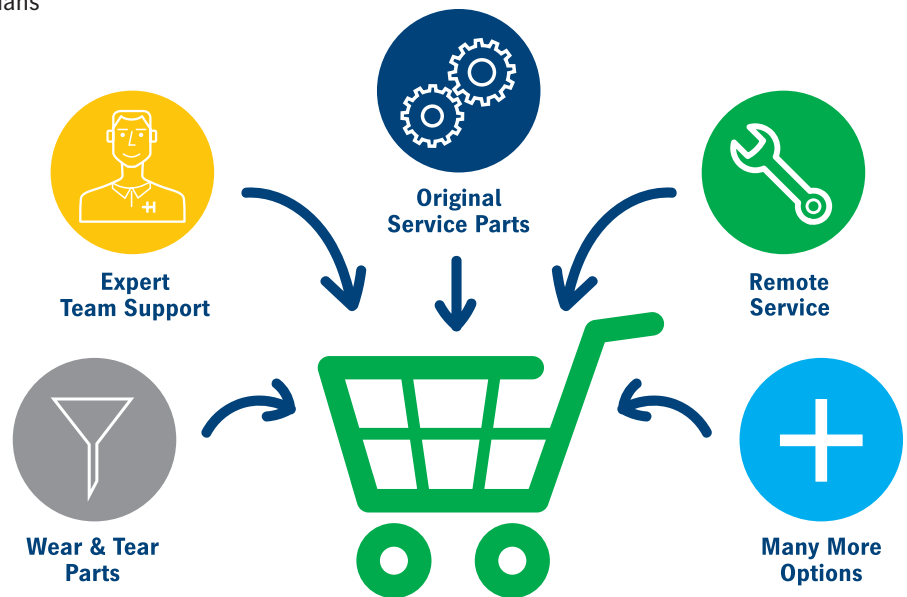 Original
Service Parts
Expert
Team Support
Remote
Service
Wear & Tear
Parts
Many More
Options